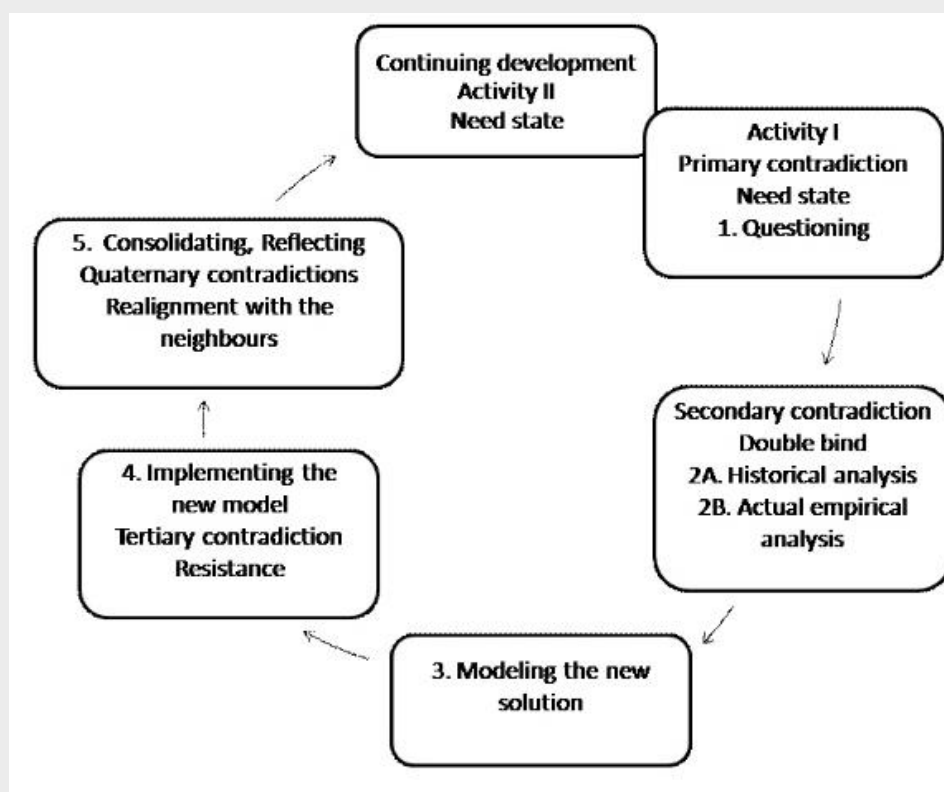 Continuing development
Activity II
Need state
Activity I
Primary contradiction
Need state
1. Questioning
Secondary contradiction
Double bind
2A. Historical analysis
2B. Actual empirical
analysis
3. Modeling the new
solution
4. Implementing the
new model
Tertiary contradiction
Resistance
5. Consolidating, Reflecting
Quaternary contradictions
Realignment with the
neighbours